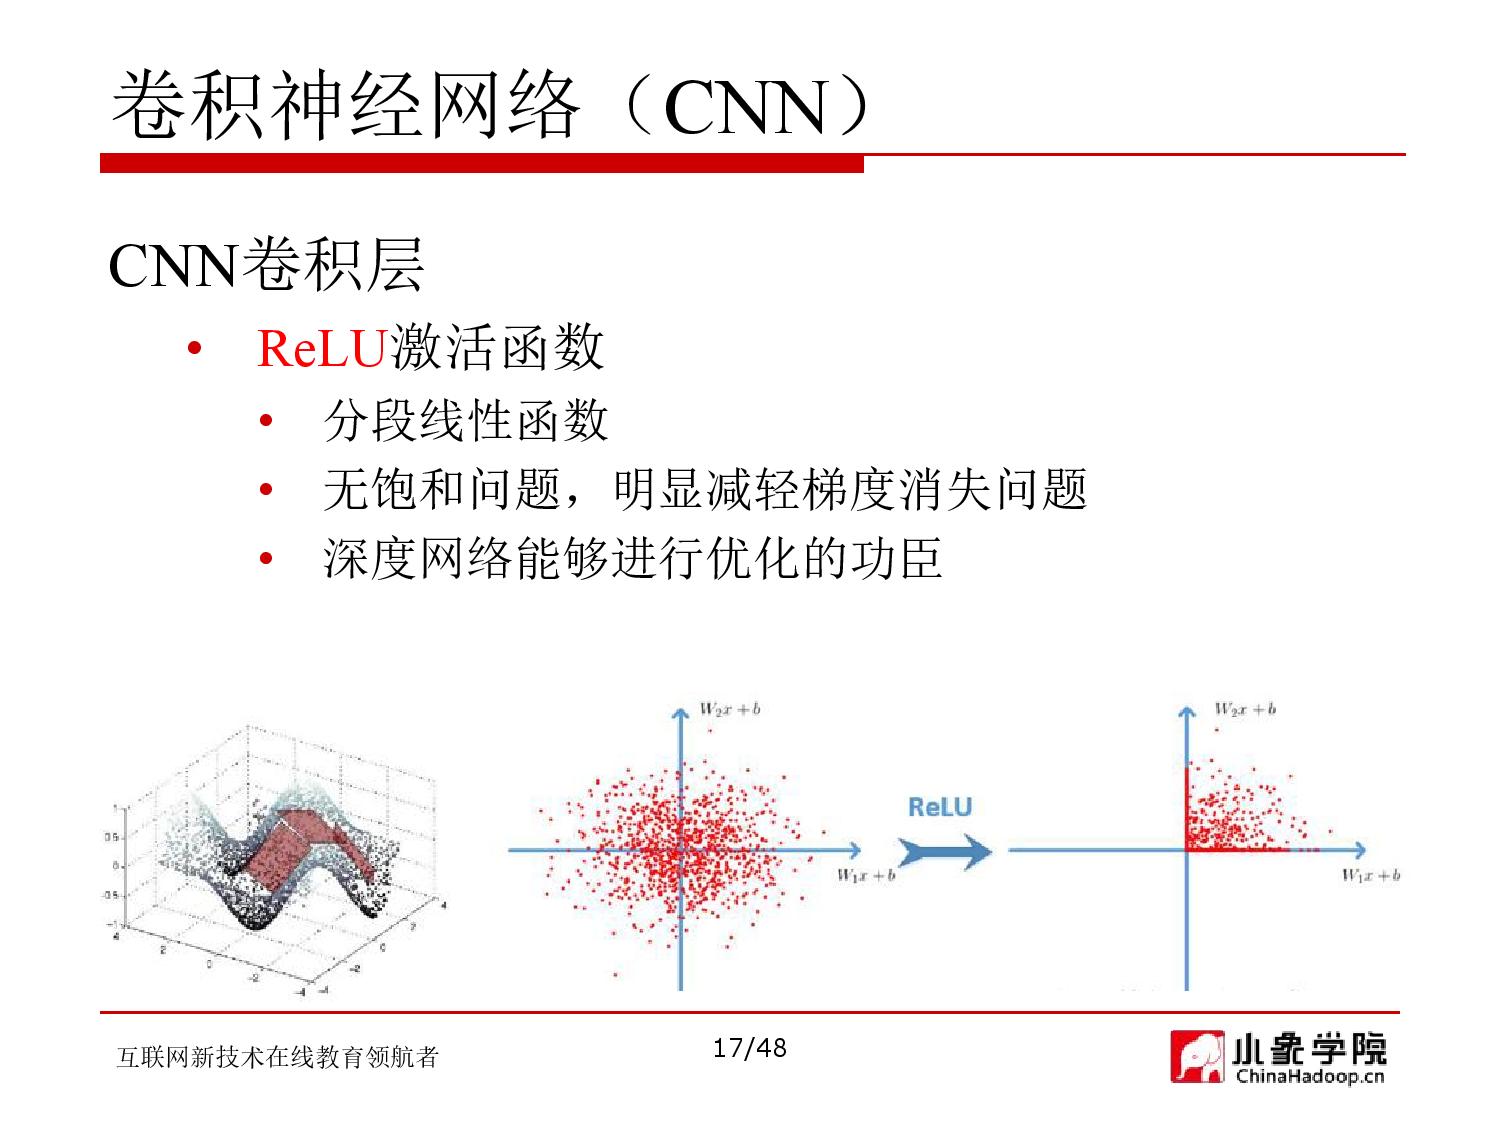 卷积神经网络（CNN）
CNN卷积层
• ReLU激活函数
• 分段线性函数
• 无饱和问题，明显减轻梯度消失问题
• 深度网络能够进行优化的功臣
1
0.5
0
-0.5
-1
4
2
0
-2
-4
-4
-2
0
2
4
W₂x + b
W₁x + b
ReLU
W₂x + b
W₁x + b
互联网新技术在线教育领航者
17/48
小象学院
ChinaHadoop.cn